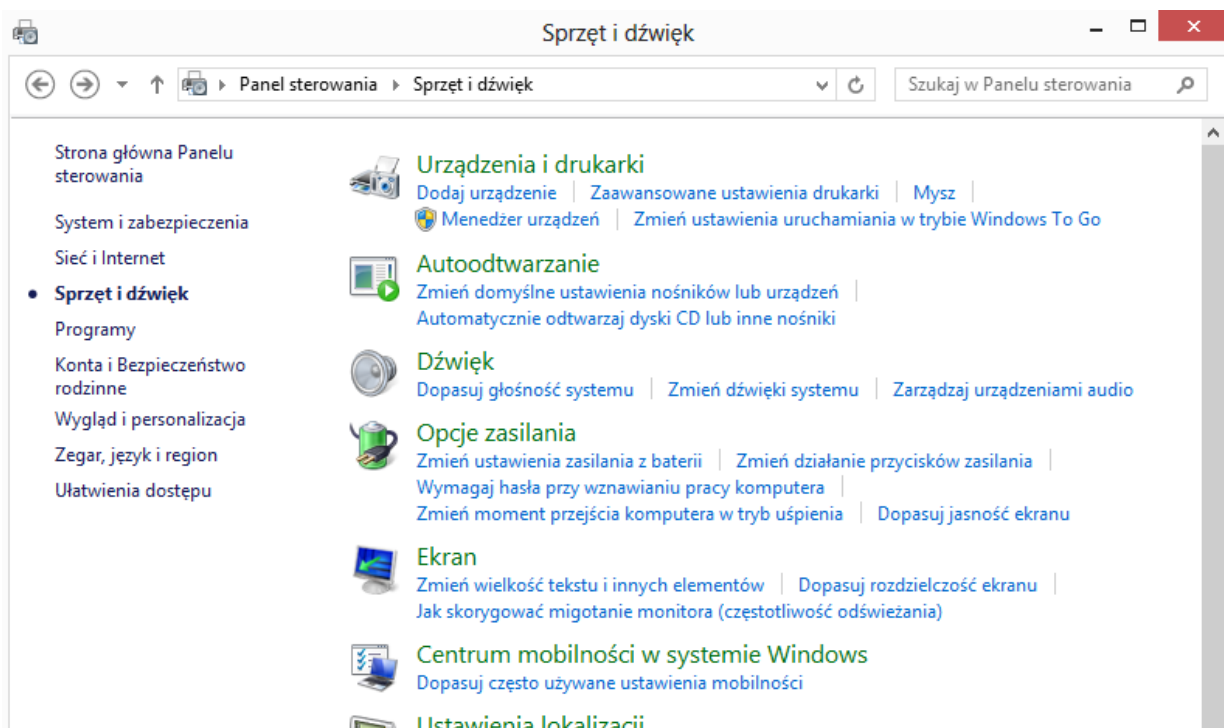 Sprzęt i dźwięk
Panel sterowania Sprzęt i dźwięk
Szukaj w Panelu sterowania
Strona główna Panelu
sterowania
System i zabezpieczenia
Sieć i Internet
Sprzęt i dźwięk
Programy
Konta i Bezpieczeństwo
rodzinne
Wygląd i personalizacja
Zegar, język i region
Ułatwienia dostępu
Urządzenia i drukarki
Dodaj urządzenie Zaawansowane ustawienia drukarki Mysz
Menedżer urządzeń Zmień ustawienia uruchamiania w trybie Windows To Go
Autoodtwarzanie
Zmień domyślne ustawienia nośników lub urządzeń
Automatycznie odtwarzaj dyski CD lub inne nośniki
Dźwięk
Dopasuj głośność systemu Zmień dźwięki systemu Zarządzaj urządzeniami audio
Opcje zasilania
Zmień ustawienia zasilania z baterii Zmień działanie przycisków zasilania
Wymagaj hasła przy wznawianiu pracy komputera
Zmień moment przejścia komputera w tryb uśpienia Dopasuj jasność ekranu
Ekran
Zmień wielkość tekstu i innych elementów Dopasuj rozdzielczość ekranu
Jak skorygować migotanie monitora (częstotliwość odświeżania)
Centrum mobilności w systemie Windows
Dopasuj często używane ustawienia mobilności
Ustawienia lokalizacji